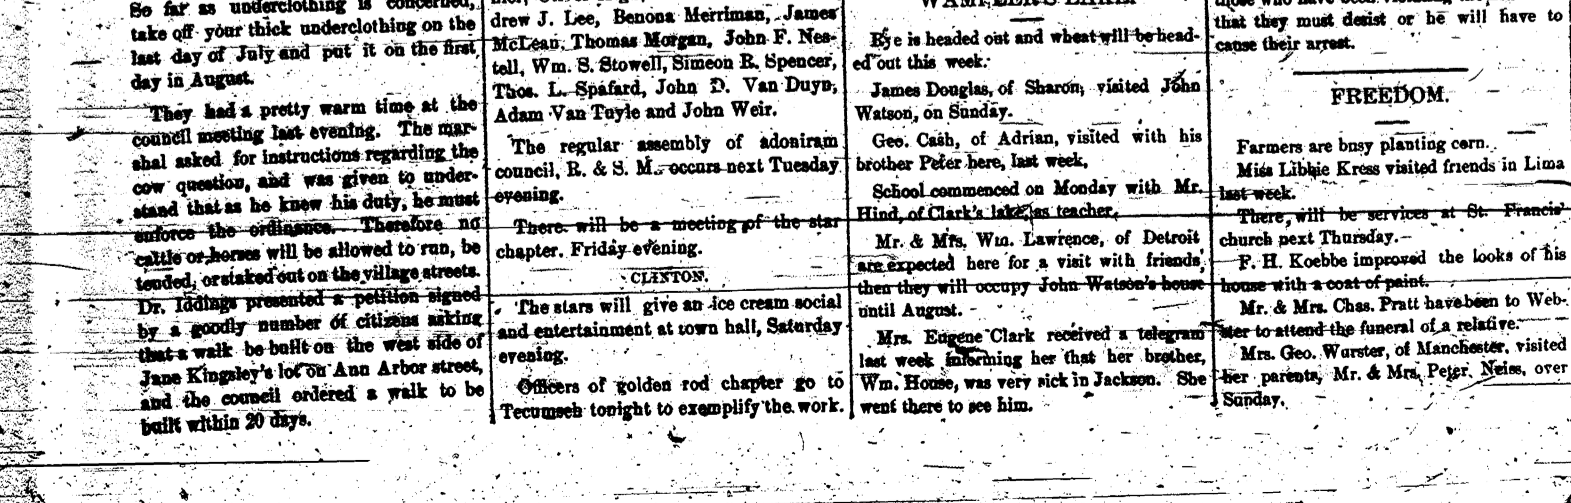 So far as underclothing is concerned,
take off your thick underclothing on the
last day of July and put it on the first
day in August.
They had a pretty warm time at the
council meeting last evening. The mar-
shal asked for instructions regarding the
cow question, and was given to under-
stand that as he knew his duty, he must
enforce the ordinance. Therefore no
cattle or horses will be allowed to run, be
tended, or staked out on the village streets.
Dr. Iddings presented a petition signed
by a goodly number of citizens asking
that a walk be built on the west side of
Jane Kingsley's lot on Ann Arbor street,
and the council ordered a walk to be
built within 20 days.
drew J. Lee, Benona Merriman, James
McLean, Thomas Morgan, John F. Nes-
tell, Wm. S. Stowell, Simeon R. Spencer,
Thos. L. Spafard, John D. Van Duyn,
Adam Van Tuyle and John Weir.
The regular assembly of adoniram
council, R. & S. M. occurs next Tuesday
evening.
There will be a meeting of the star
chapter, Friday evening.
CLINTON.
The stars will give an ice cream social
and entertainment at town hall, Saturday
evening.
Officers of golden rod chapter go to
Tecumseh tonight to exemplify the work.
Rye is headed out and wheat will be head-
ed out this week.
James Douglas, of Sharon, visited John
Watson, on Sunday.
Geo. Cash, of Adrian, visited with his
brother Peter here, last week.
School commenced on Monday with Mr.
Hind, of Clark's lake, as teacher.
Mr. & Mrs. Wm. Lawrence, of Detroit
are expected here for a visit with friends,
then they will occupy John Watson's house
until August.
Mrs. Eugene Clark received a telegram
last week informing her that her brother,
Wm. House, was very sick in Jackson. She
went there to see him.
that they must desist or he will have to
cause their arrest.
FREEDOM.
Farmers are busy planting corn.
Miss Libbie Kress visited friends in Lima
last week.
There, will be services at St. Francis'
church next Thursday.
F. H. Koebbe improved the looks of his
house with a coat of paint.
Mr. & Mrs. Chas. Pratt have been to Web-
ster to attend the funeral of a relative.
Mrs. Geo. Wurster, of Manchester, visited
her parents, Mr. & Mrs. Peter Neiss, over
Sunday.